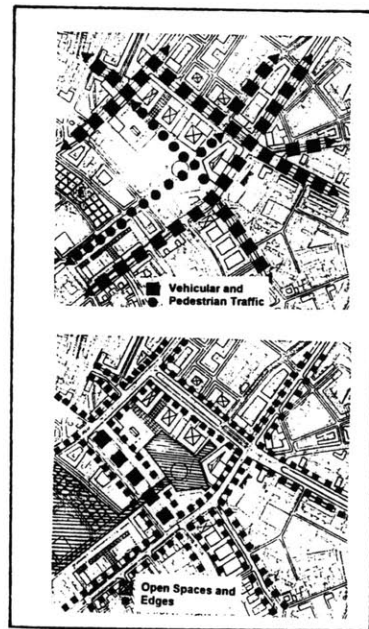 Vehicular and
Pedestrian Traffic
Open Spaces and
Edges